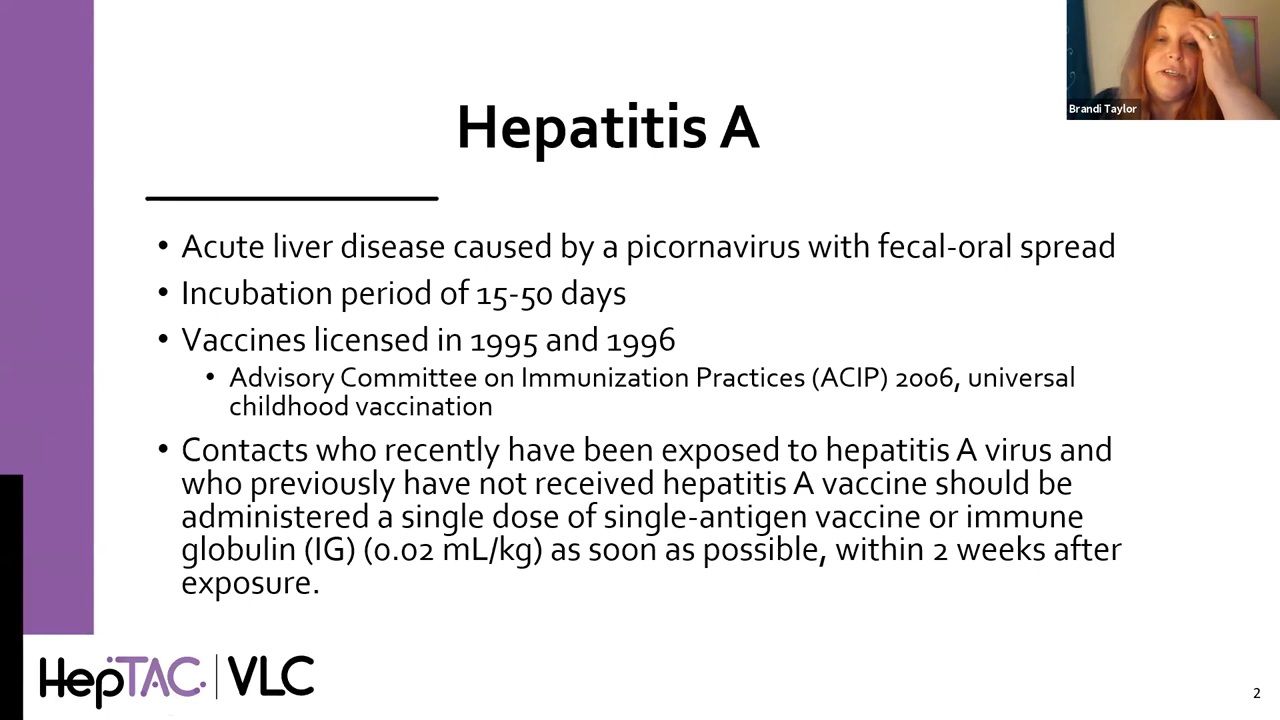 Brandi Taylor
Hepatitis A
• Acute liver disease caused by a picornavirus with fecal-oral spread
• Incubation period of 15-50 days
• Vaccines licensed in 1995 and 1996
• Advisory Committee on Immunization Practices (ACIP) 2006, universal
childhood vaccination
• Contacts who recently have been exposed to hepatitis A virus and
who previously have not received hepatitis A vaccine should be
administered a single dose of single-antigen vaccine or immune
globulin (IG) (0.02 mL/kg) as soon as possible, within 2 weeks after
exposure.
HepTAC | VLC
2